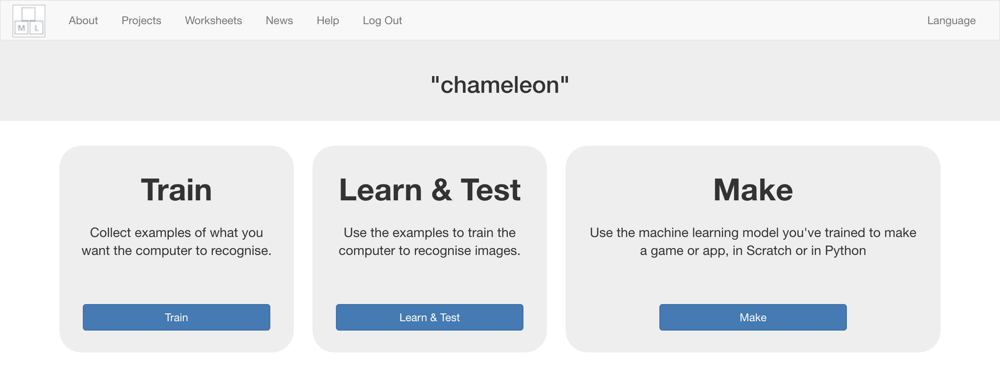 M L
About Projects Worksheets News Help Log Out Language
"chameleon"
Train
Collect examples of what you
want the computer to recognise.
Train
Learn & Test
Use the examples to train the
computer to recognise images.
Learn & Test
Make
Use the machine learning model you've trained to make
a game or app, in Scratch or in Python
Make